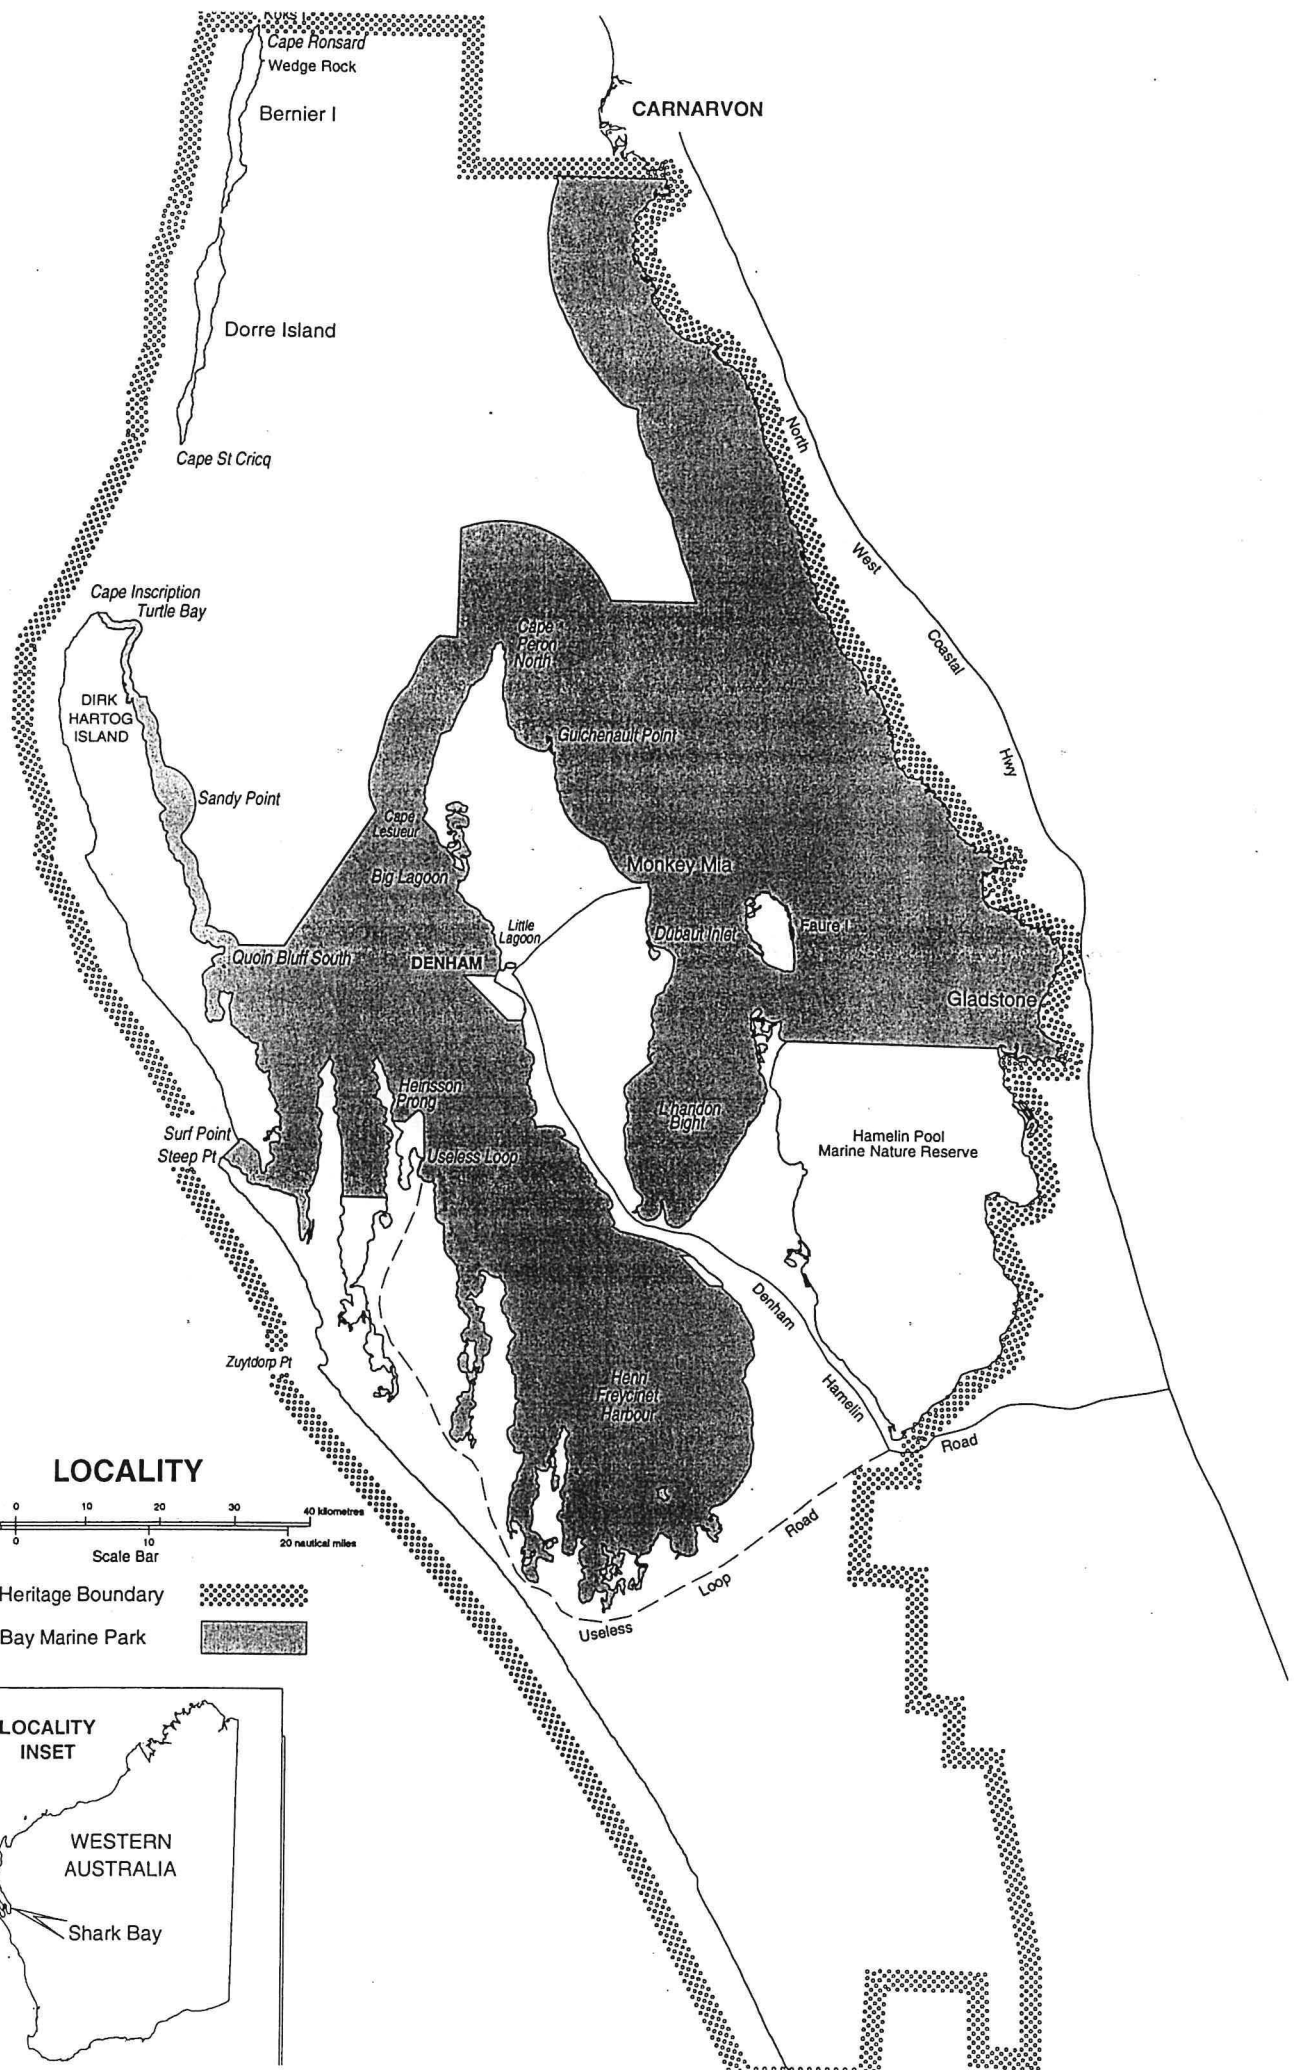 Koks I
Cape Ronsard
Wedge Rock
Bernier I
CARNARVON
Dorre Island
Cape St Cricq
North
West
Coastal
Hwy
Cape Inscription
Turtle Bay
DIRK
HARTOG
ISLAND
Sandy Point
Cape
Peron
North
Guichenault Point
Cape
Lesueur
Big Lagoon
Monkey Mia
Little
Lagoon
Dubaut Inlet
Faure I
Quoin Bluff South
DENHAM
Gladstone
Heirisson
Prong
L'haridon
Bight
Hamelin Pool
Marine Nature Reserve
Surf Point
Steep Pt
Useless Loop
Denham
Hamelin
Road
Zuytdorp Pt
Henri
Freycinet
Harbour
Useless
Loop
Road
LOCALITY
0 10 20 30 40 kilometres
0 10 20 nautical miles
Scale Bar
Heritage Boundary
Bay Marine Park
LOCALITY
INSET
WESTERN
AUSTRALIA
Shark Bay